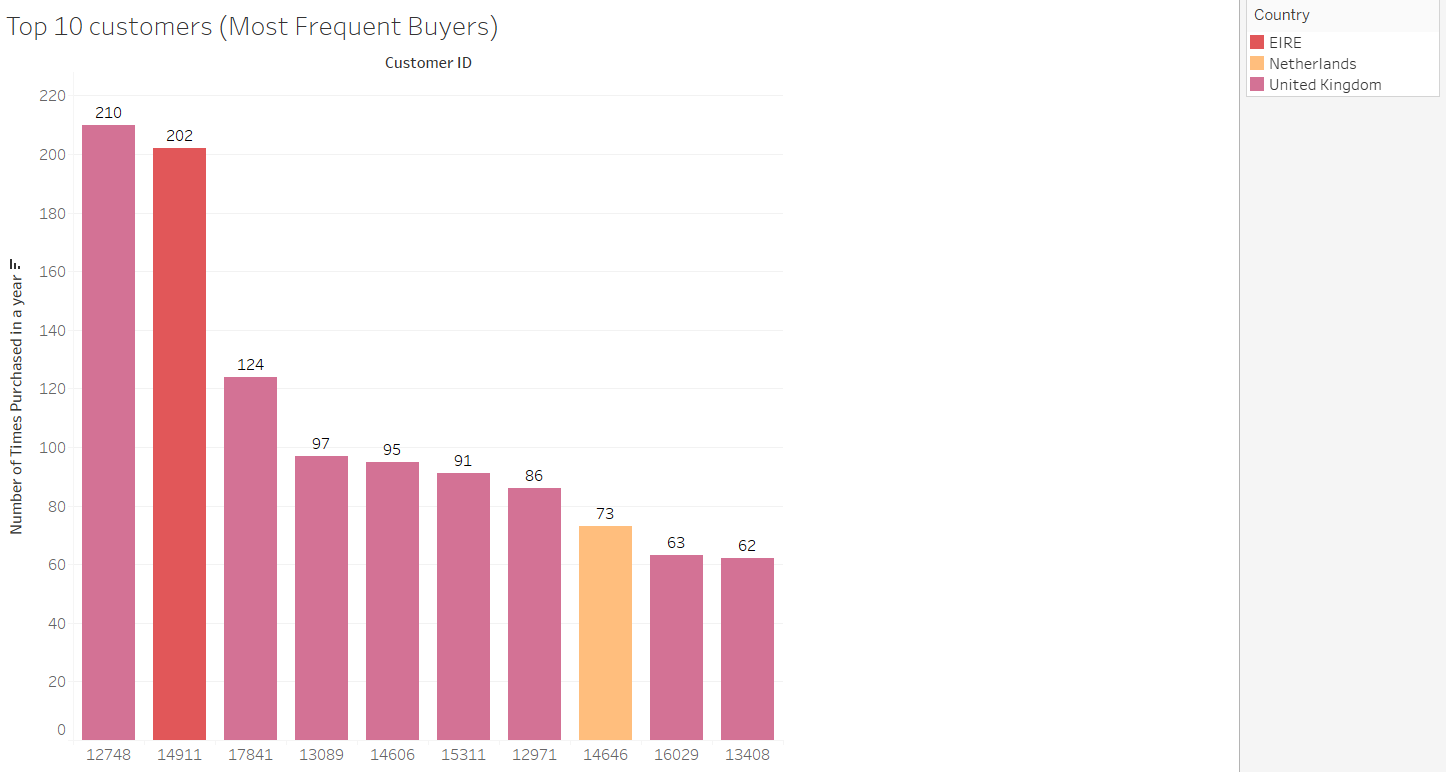 Top 10 customers (Most Frequent Buyers)
Customer ID
Number of Times Purchased in a year
220
200
180
160
140
120
100
80
60
40
20
0
210
202
124
97
95
91
86
73
63
62
12748 14911 17841 13089 14606 15311 12971 14646 16029 13408
Country
EIRE
Netherlands
United Kingdom